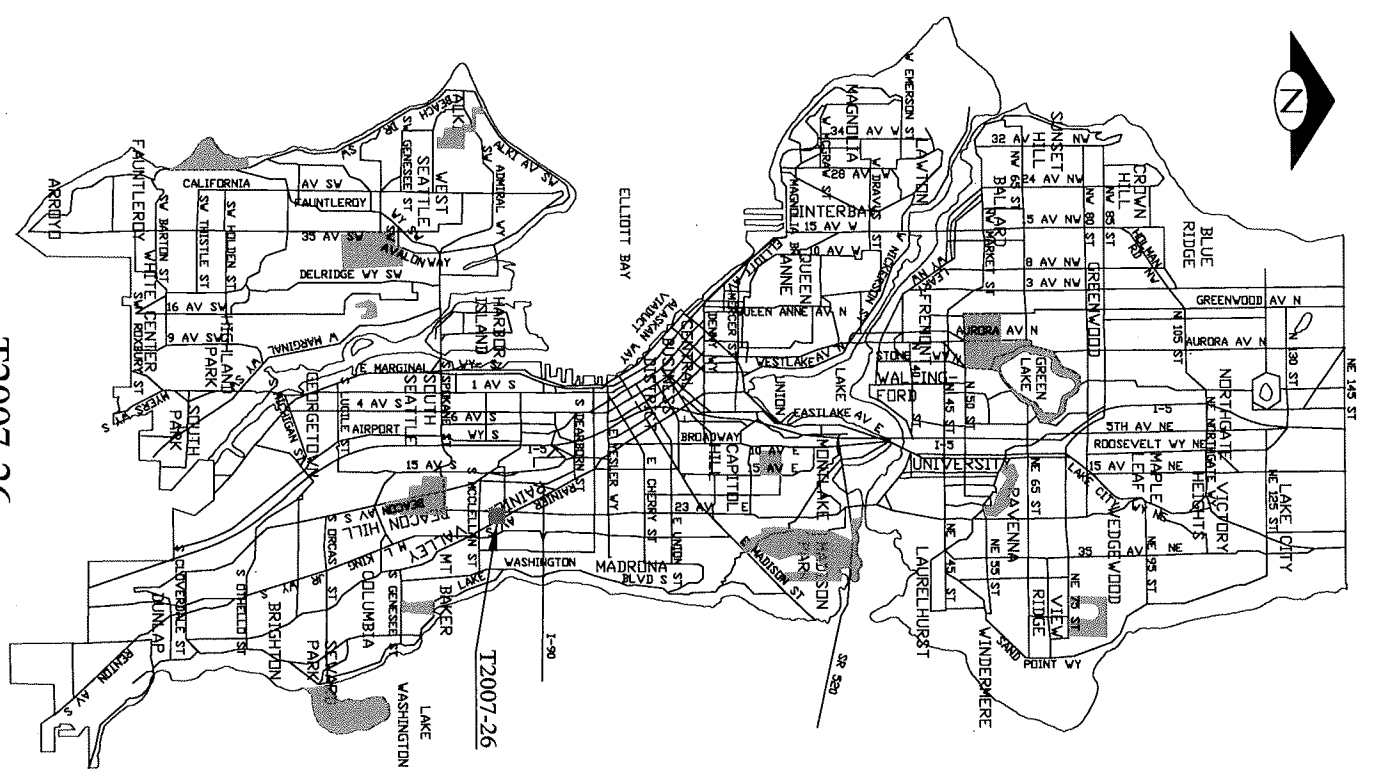 N
NE 145 ST
N 130 ST
LAKE CITY
NE 125 ST
GREENWOOD AV N
AURORA AV N
NORTHGATE
NE NORTHGATE WY
5TH AV NE
ROOSEVELT WY NE
15 AV NE
I-5
VICTORY
HEIGHTS
MAPLE
LEAF
LAKE CITY WY NE
35 AV NE
NE 95 ST
BLUE
RIDGE
CROWN
HILL
NW 85 ST
HOLMAN
RD NW
N 105 ST
NW 80 ST
SUNSET
HILL
32 AV NW
24 AV NW
NW 65 ST
BALLARD
NW MARKET ST
8 AV NW
3 AV NW
GREENWOOD
AURORA AV N
GREEN
LAKE
N 50 ST
N 45 ST
STONE WY N
WALLING-
FORD
FREMONT
LEARY WY NW
I-5
UNIVERSITY
NE 65 ST
RAVENNA
NE 55 ST
NE 45 ST
WEDGWOOD
NE 75 ST
VIEW
RIDGE
SAND POINT WY
WINDERMERE
LAURELHURST
W EMERSON ST
MAGNOLIA
34 AV W
W MCGRAW ST
28 AV W
W DRAVUS ST
LAWTON
INTERBAY
15 AV W
10 AV W
W NICKERSON ST
QUEEN
ANNE
QUEEN ANNE AV N
MERCER ST
DENNY WY
WESTLAKE AV N
LAKE
UNION
EASTLAKE AV E
BROADWAY
CAPITOL
HILL
10 AV E
15 AV E
MONTLAKE
23 AV E
MADISON
PARK
E MADISON ST
SR 520
ELLIOTT BAY
ALASKAN WAY
VIADUCT
CENTRAL
BUSINESS
DISTRICT
YESLER WY
E CHERRY ST
E UNION ST
MADRONA
BLVD S
LAKE WASHINGTON
S DEARBORN ST
I-90
RAINIER
VALLEY
RAINIER AV S
MT
BAKER
T2007-26
ALKI
BEACH DR SW
ALKI AV SW
SW ADMIRAL WY
WEST
SEATTLE
SW GENESEE ST
CALIFORNIA AV SW
FAUNTLEROY WY SW
35 AV SW
AVALON WAY
DELRIDGE WY SW
HARBOR
ISLAND
E MARGINAL WY S
1 AV S
4 AV S
6 AV S
AIRPORT WY S
15 AV S
SOUTH
SEATTLE
S SPOKANE ST
S LUCILE ST
GEORGETOWN
S MICHIGAN ST
W MARGINAL WY SW
FAUNTLEROY
SW BARTON ST
SW THISTLE ST
SW HOLDEN ST
ARROYO
WHITE CENTER
SW ROXBURY ST
16 AV SW
9 AV SW
HIGHLAND
PARK
MYERS WY S
SOUTH
PARK
BEACON HILL
BEACON AV S
S MCCLELLAN ST
M L KING JR WY S
S ORCAS ST
COLUMBIA
S GENESEE ST
S OTHELLO ST
BRIGHTON
S CLOVERDALE ST
DUNLAP
RENTON AV S
SEWARD
PARK
LAKE
WASHINGTON